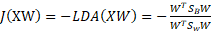 J(XW) = −LDA(XW) = − W^T S_B W / W^T S_w W